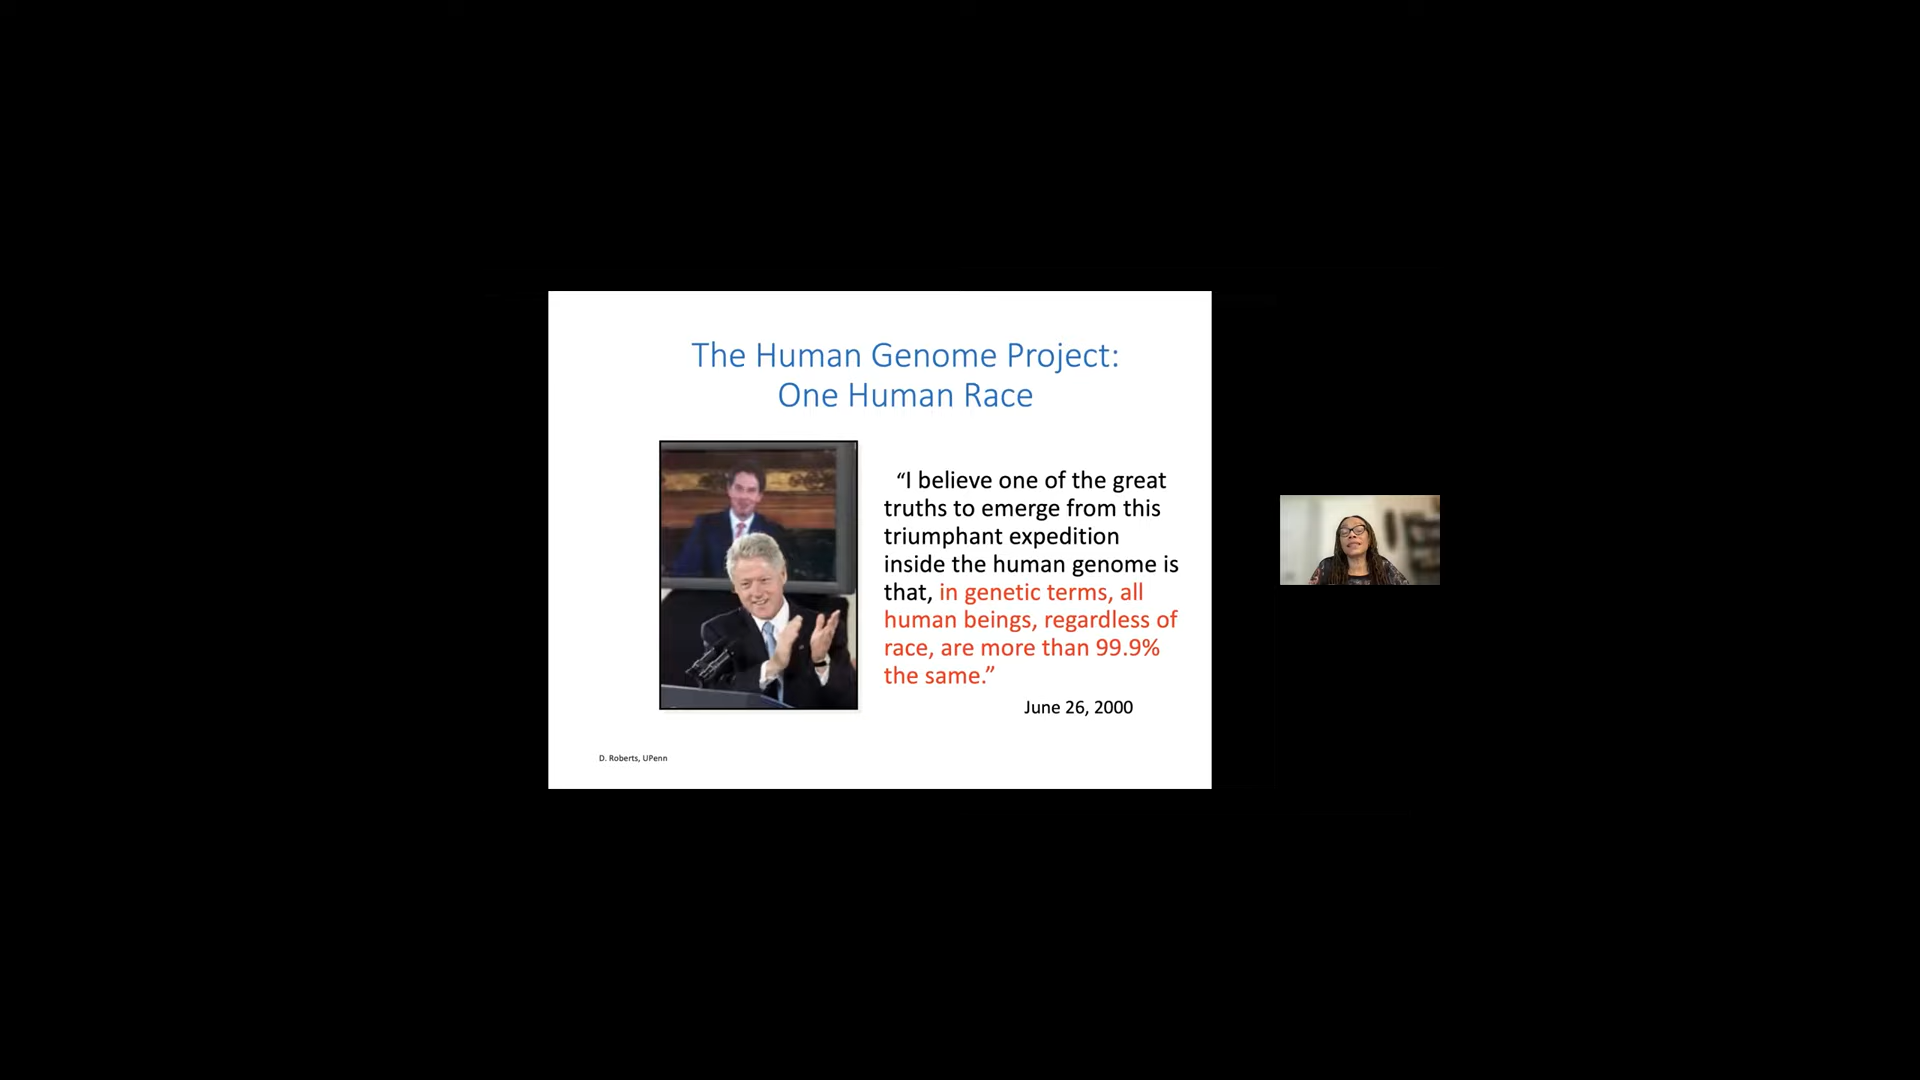 The Human Genome Project:
One Human Race
“I believe one of the great
truths to emerge from this
triumphant expedition
inside the human genome is
that, in genetic terms, all
human beings, regardless of
race, are more than 99.9%
the same.”
June 26, 2000
D. Roberts, UPenn